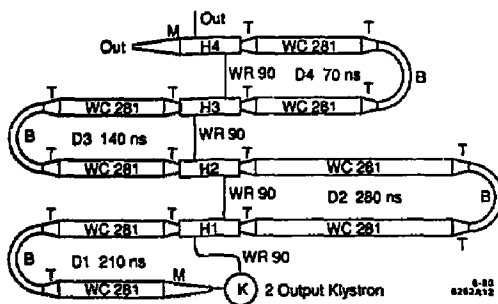 Out
M T T
Out H4 WC 281
WR 90 D4 70 ns B
T T T T
WC 281 H3 WC 281
B D3 140 ns WR 90
T T T
WC 281 H2 WC 281
WR 90 D2 280 ns B
T T
WC 281 H1 WC 281
T
B D1 210 ns WR 90
T M
WC 281 K 2 Output Klystron